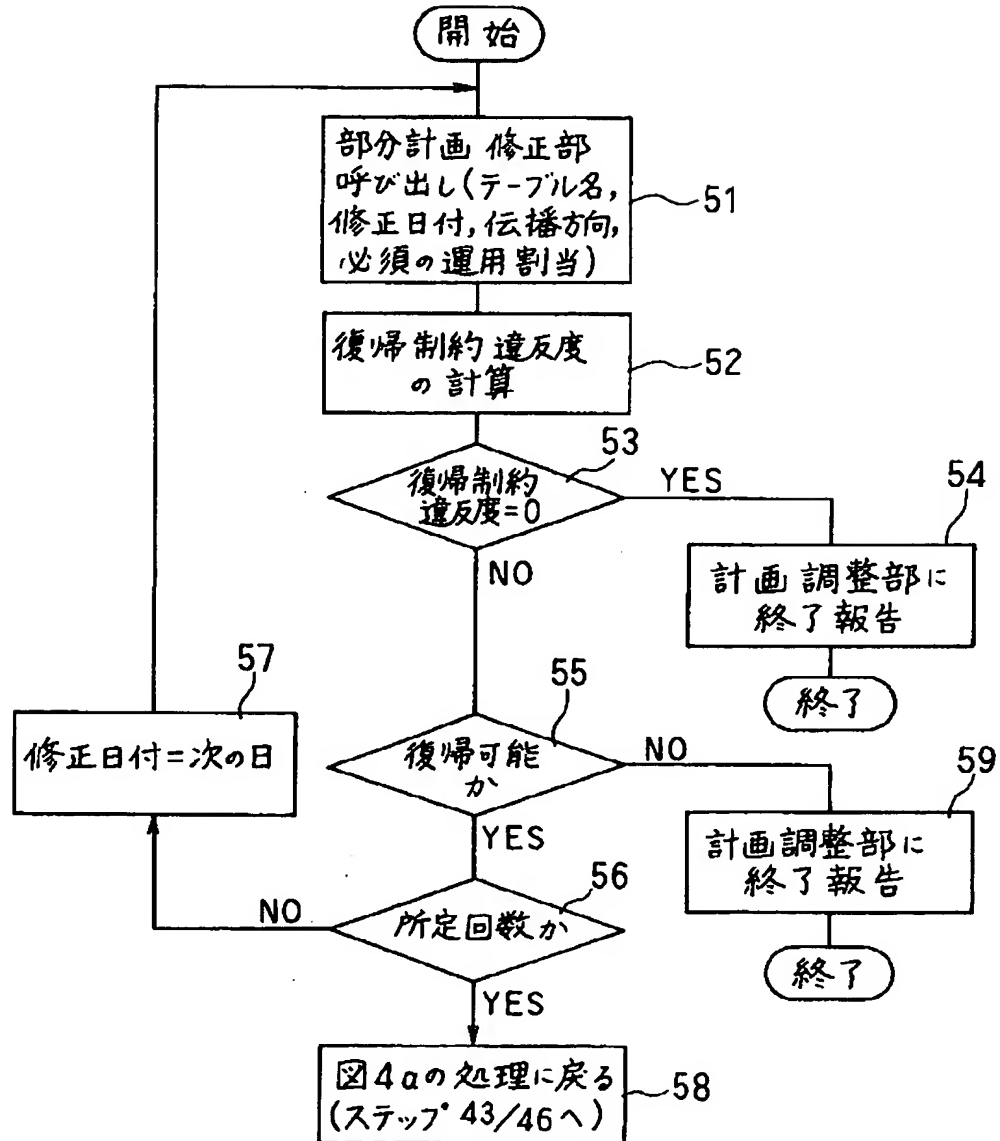 開始
部分計画 修正部
呼び出し(テーブル名,
修正日付,伝播方向,
必須の運用割当)
51
復帰制約違反度
の計算
52
53
復帰制約
違反度=0
YES
54
NO
計画調整部に
終了報告
終了
57
修正日付=次の日
55
復帰可能
か
NO
59
YES
計画調整部に
終了報告
終了
56
所定回数か
NO
YES
図4aの処理に戻る
(ステップ43/46へ)
58